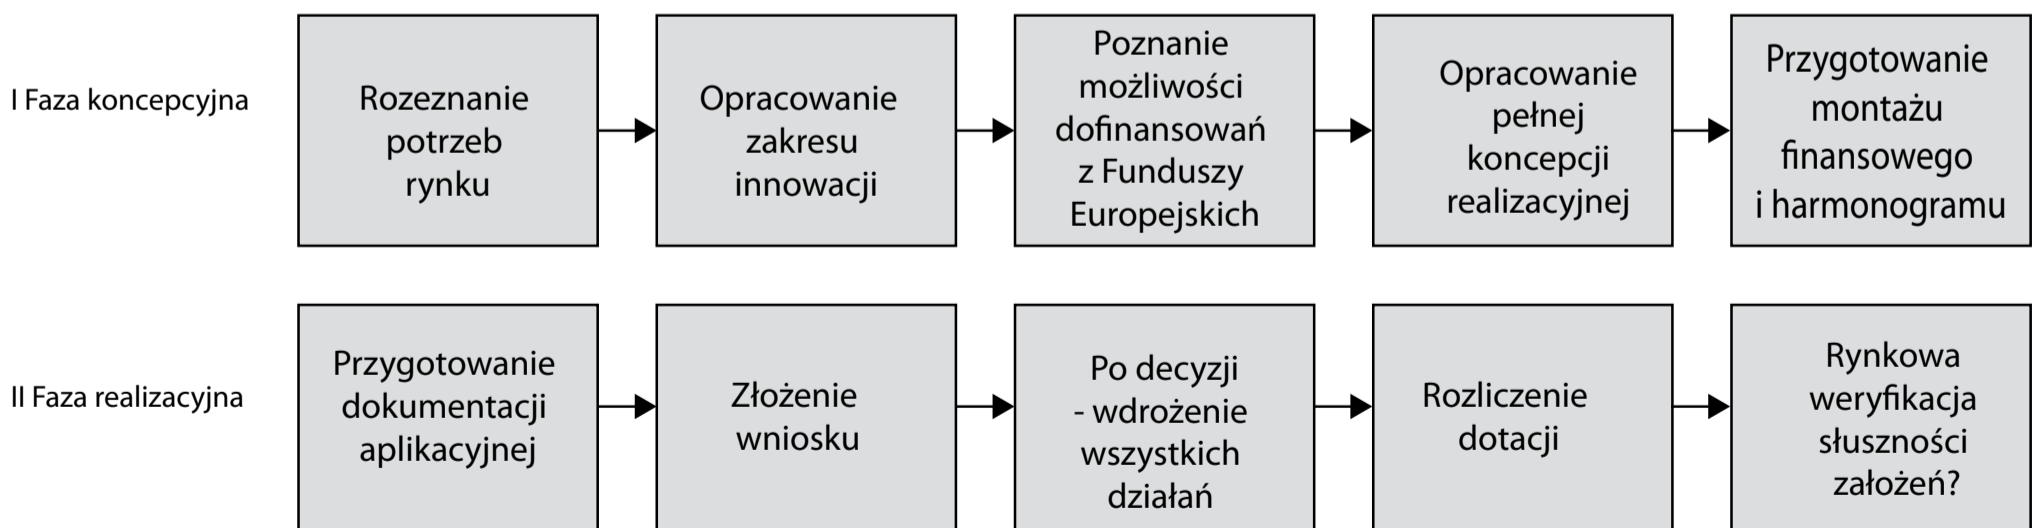 I Faza koncepcyjna
Rozeznanie
potrzeb
rynku
Opracowanie
zakresu
innowacji
Poznanie
możliwości
dofinansowań
z Funduszy
Europejskich
Opracowanie
pełnej
koncepcji
realizacyjnej
Przygotowanie
montażu
finansowego
i harmonogramu
II Faza realizacyjna
Przygotowanie
dokumentacji
aplikacyjnej
Złożenie
wniosku
Po decyzji
- wdrożenie
wszystkich
działań
Rozliczenie
dotacji
Rynkowa
weryfikacja
słuszności
założeń?